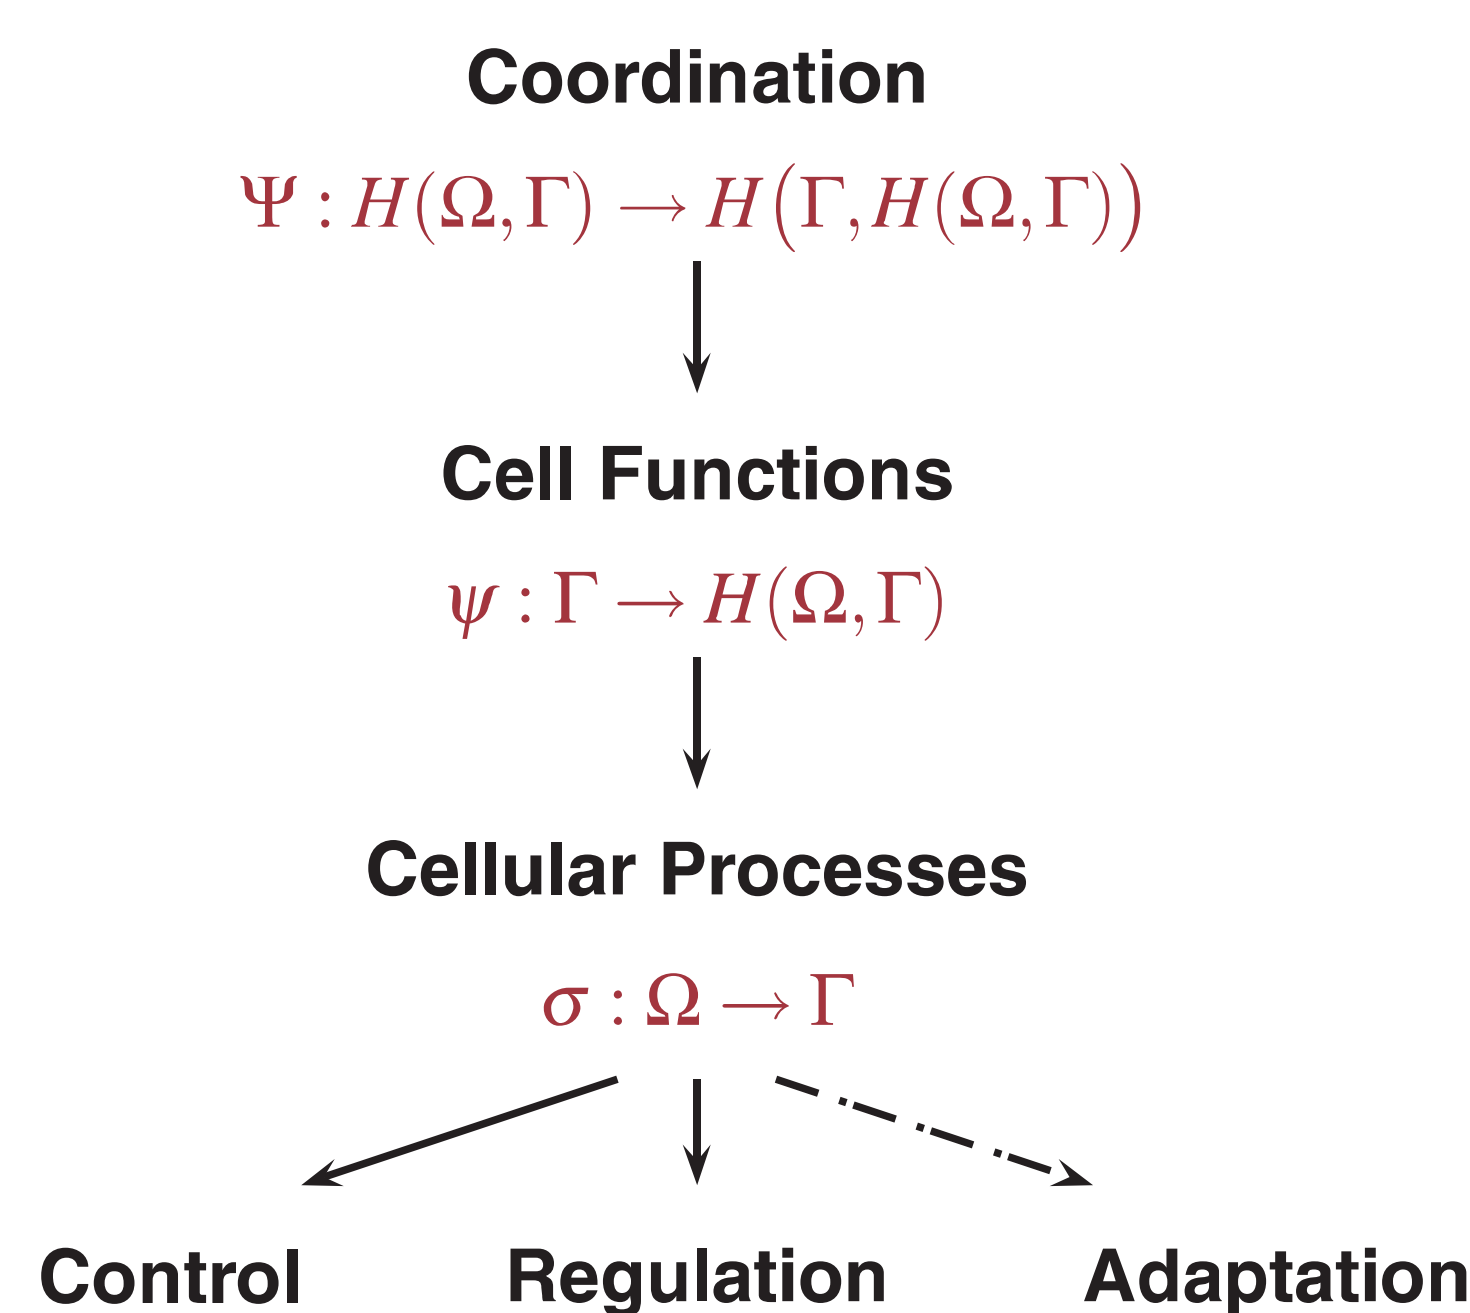 Coordination
Ψ : H(Ω, Γ) → H(Γ, H(Ω, Γ))
Cell Functions
ψ : Γ → H(Ω, Γ)
Cellular Processes
σ : Ω → Γ
Control Regulation Adaptation